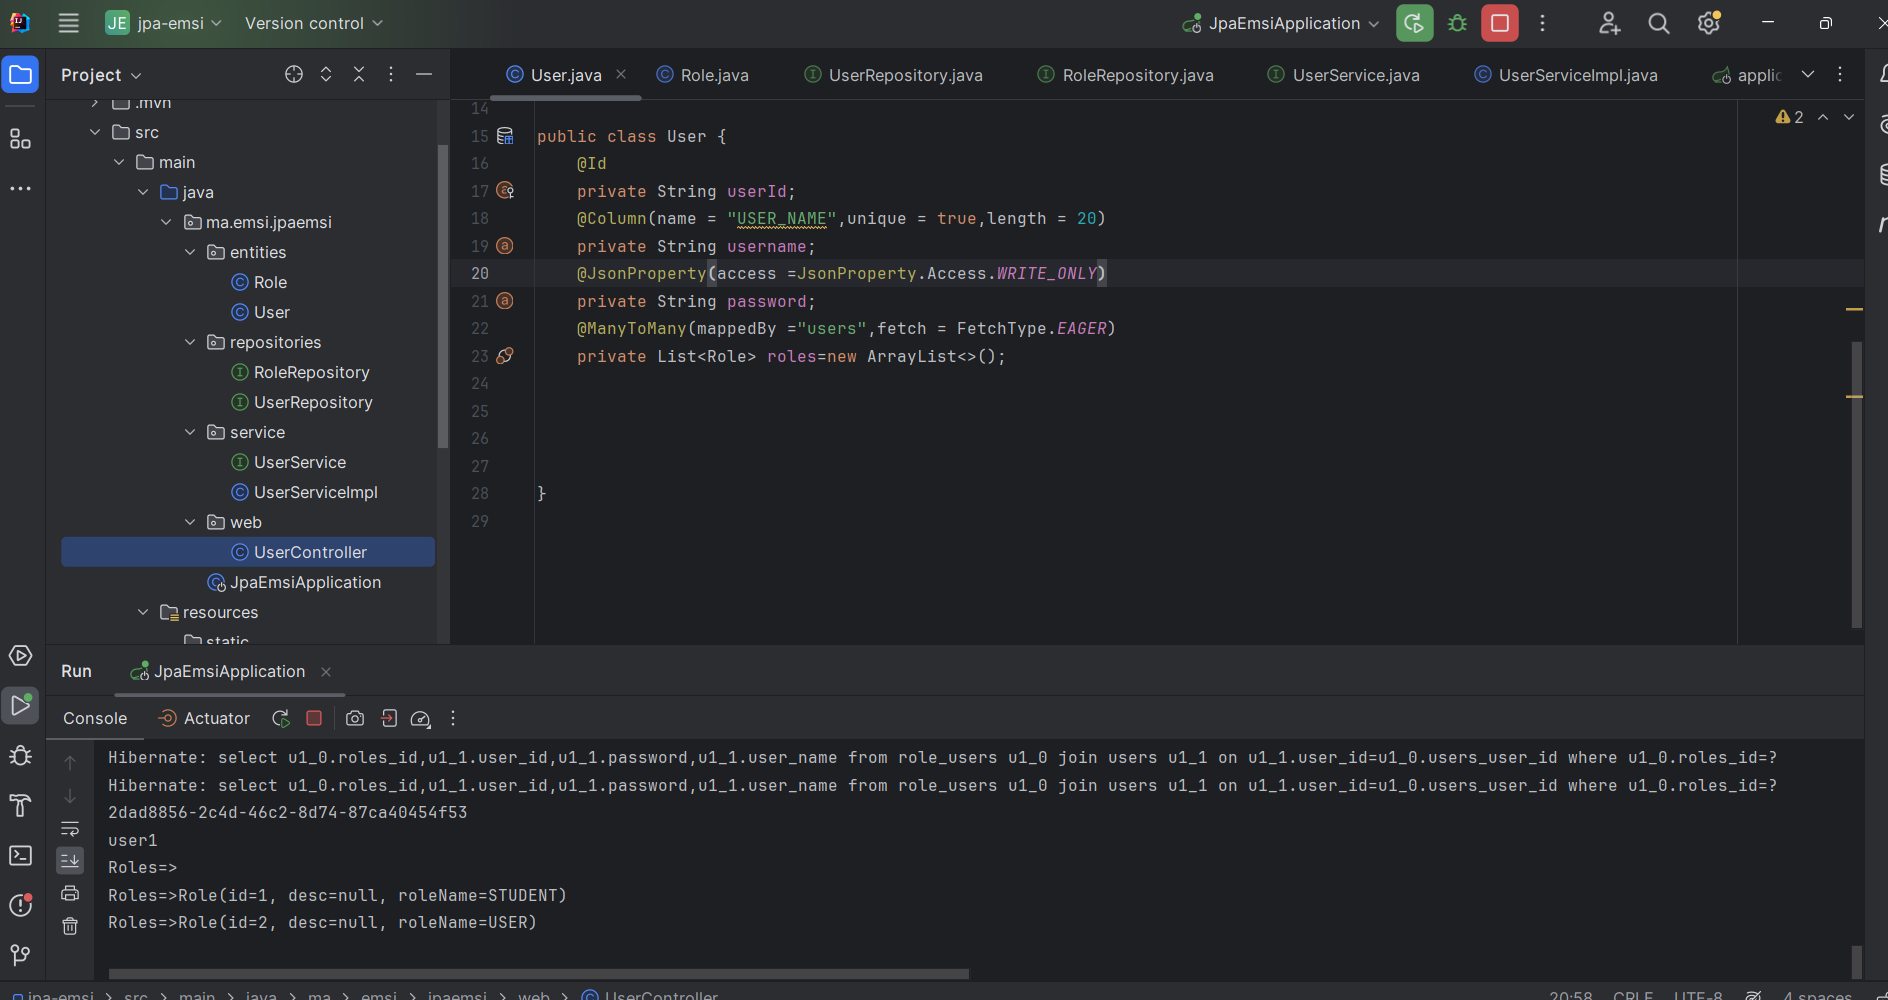 JE jpa-emsi Version control JpaEmsiApplication
Project
User.java Role.java UserRepository.java RoleRepository.java UserService.java UserServiceImpl.java applic
.mvn
src
main
java
ma.emsi.jpaemsi
entities
Role
User
repositories
RoleRepository
UserRepository
service
UserService
UserServiceImpl
web
UserController
JpaEmsiApplication
resources
static
2
14
15 public class User {
16 @Id
17 private String userId;
18 @Column(name = "USER_NAME",unique = true,length = 20)
19 private String username;
20 @JsonProperty(access =JsonProperty.Access.WRITE_ONLY)
21 private String password;
22 @ManyToMany(mappedBy ="users",fetch = FetchType.EAGER)
23 private List<Role> roles=new ArrayList<>();
24
25
26
27
28 }
29
Run JpaEmsiApplication
Console Actuator
Hibernate: select u1_0.roles_id,u1_1.user_id,u1_1.password,u1_1.user_name from role_users u1_0 join users u1_1 on u1_1.user_id=u1_0.users_user_id where u1_0.roles_id=?
Hibernate: select u1_0.roles_id,u1_1.user_id,u1_1.password,u1_1.user_name from role_users u1_0 join users u1_1 on u1_1.user_id=u1_0.users_user_id where u1_0.roles_id=?
2dad8856-2c4d-46c2-8d74-87ca40454f53
user1
Roles=>
Roles=>Role(id=1, desc=null, roleName=STUDENT)
Roles=>Role(id=2, desc=null, roleName=USER)
jpa-emsi > src > main > java > ma > emsi > jpaemsi > web > UserController 20:58 CRLF UTF-8 4 spaces